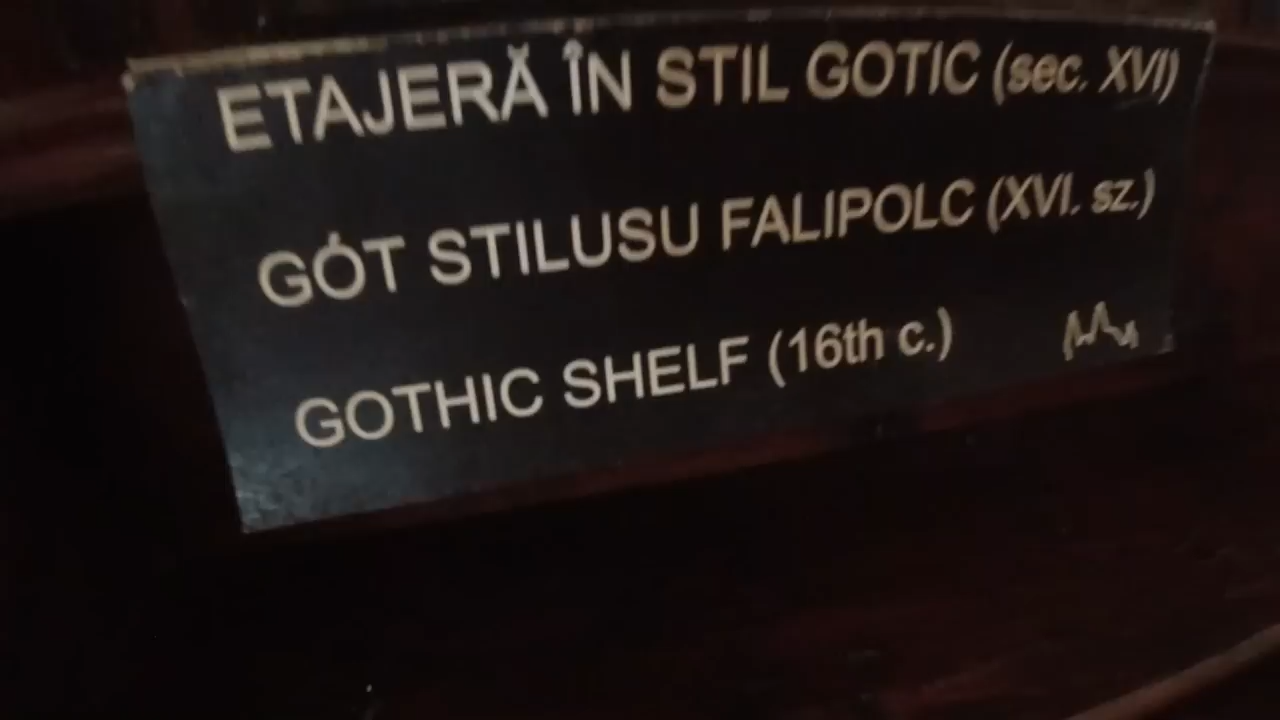 ETAJERĂ ÎN STIL GOTIC (sec. XVI)
GÓT STILUSU FALIPOLC (XVI. sz.)
GOTHIC SHELF (16th c.)